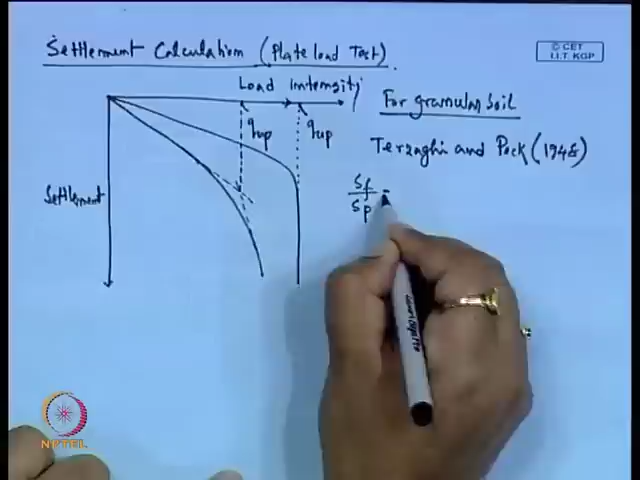 Settlement Calculation (Plate load Test)
© CET
I.I.T. KGP
Load Intensity
For granular soil
qup
qup
Terzaghi and Peck (1948)
Sf
Sp
=
Settlement
NPTEL